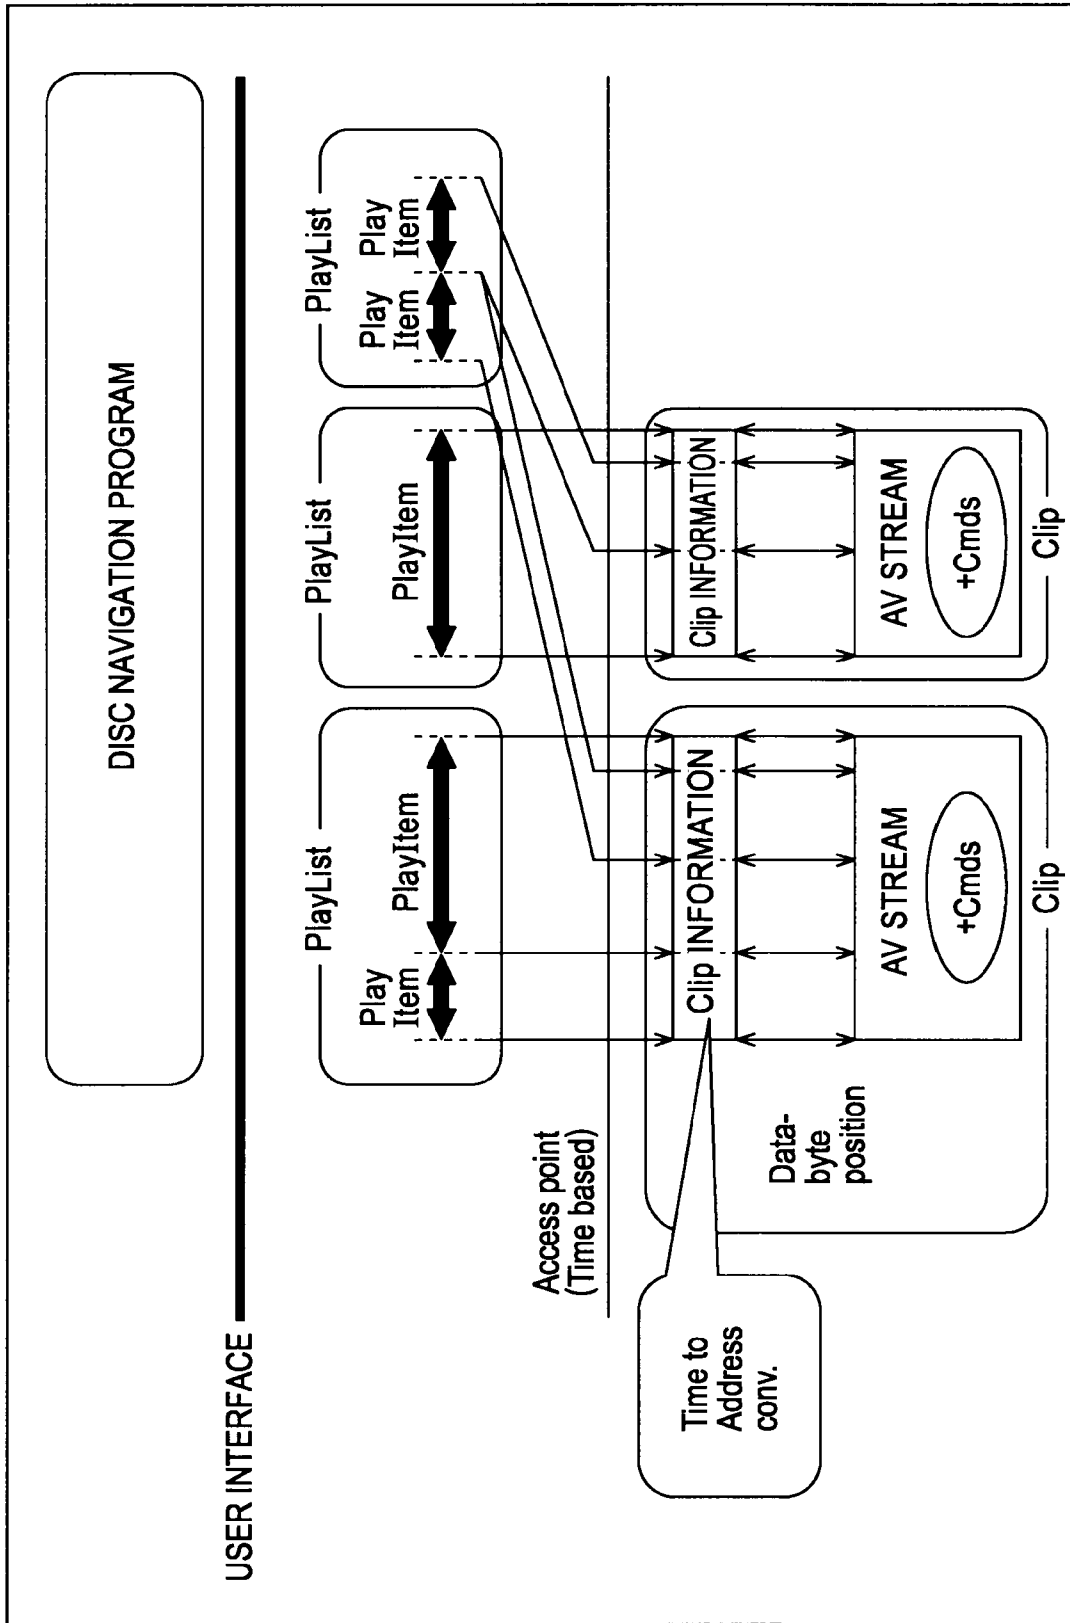 DISC NAVIGATION PROGRAM
USER INTERFACE
PlayList
PlayList
PlayList
Play
Item
PlayItem
PlayItem
Play
Item
Play
Item
Access point
(Time based)
Time to
Address
conv.
Clip INFORMATION
Clip INFORMATION
Data-
byte
position
AV STREAM
+Cmds
AV STREAM
+Cmds
Clip
Clip